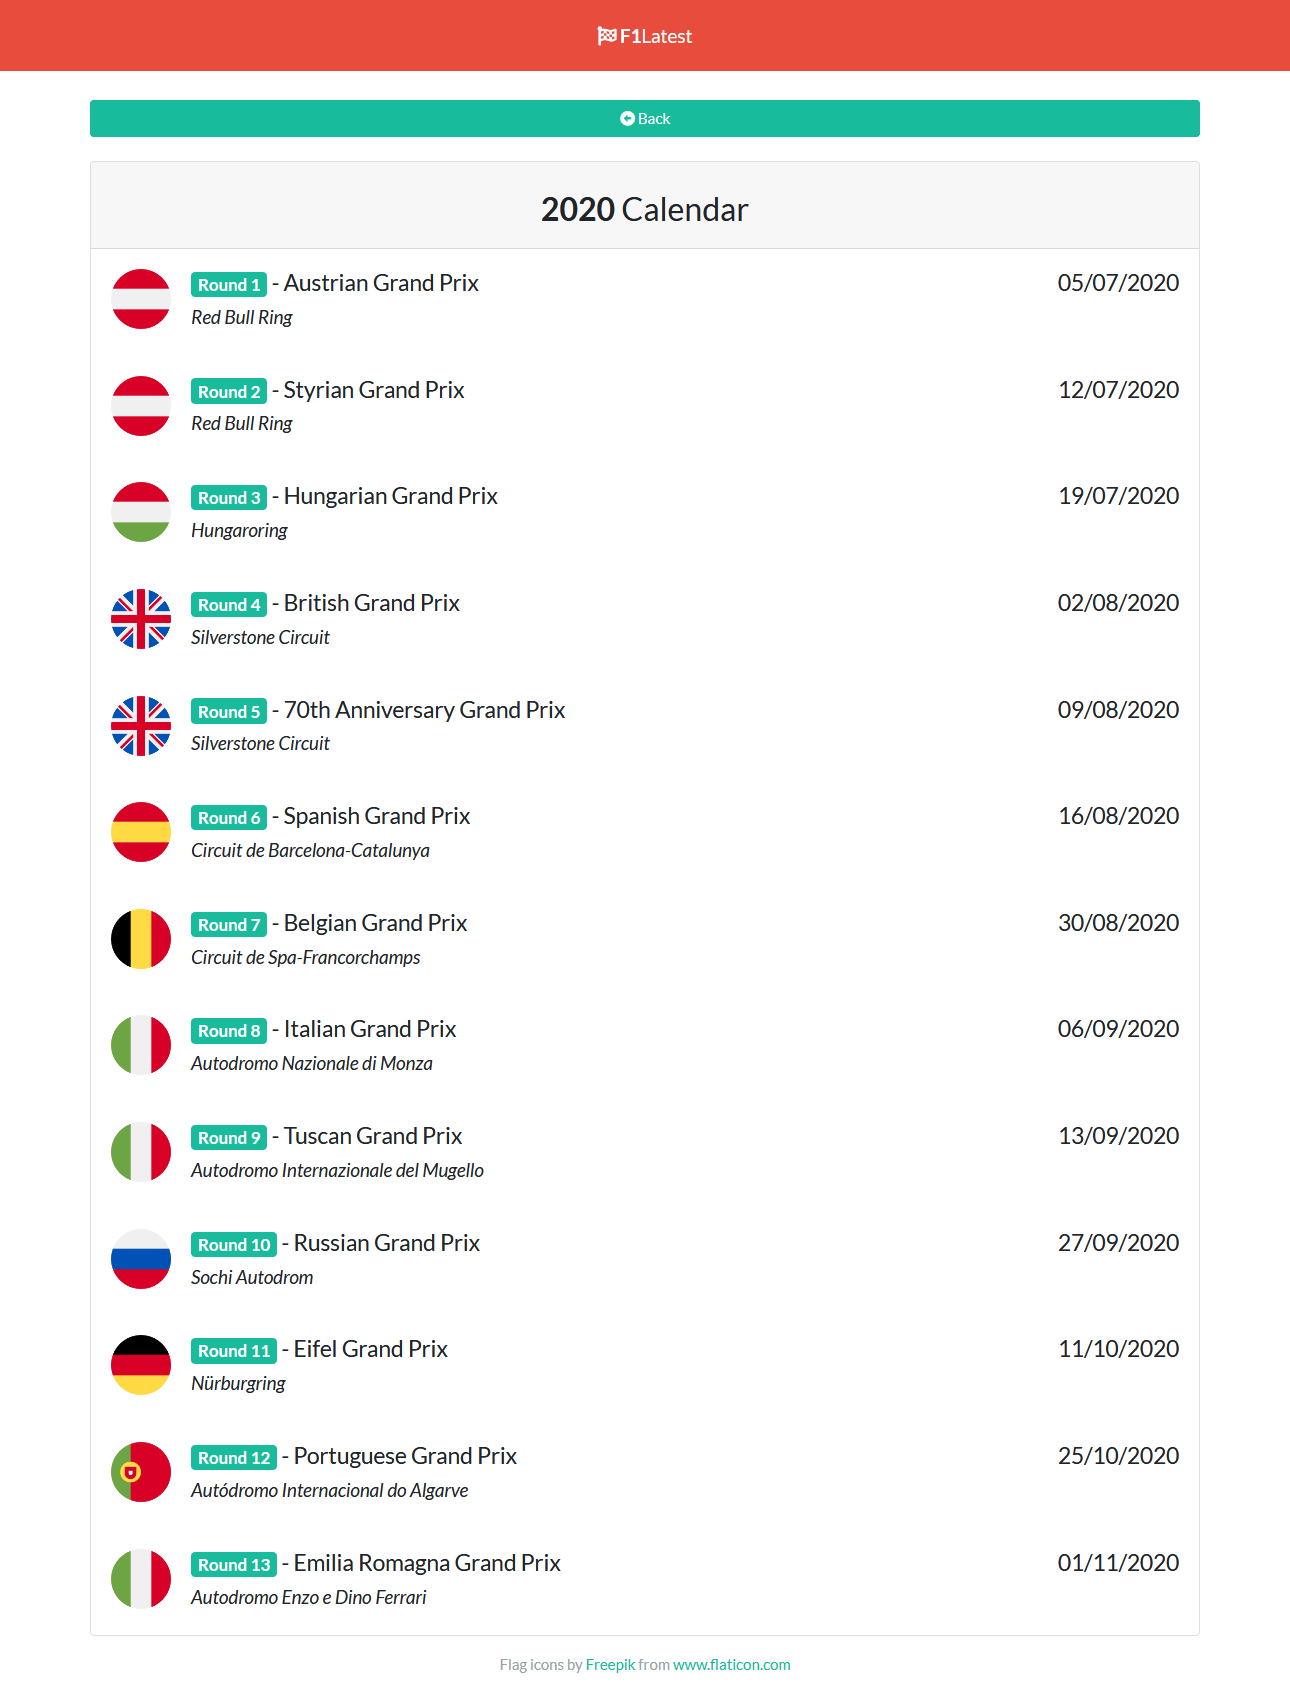 F1Latest
Back
2020 Calendar
Round 1 - Austrian Grand Prix 05/07/2020
Red Bull Ring
Round 2 - Styrian Grand Prix 12/07/2020
Red Bull Ring
Round 3 - Hungarian Grand Prix 19/07/2020
Hungaroring
Round 4 - British Grand Prix 02/08/2020
Silverstone Circuit
Round 5 - 70th Anniversary Grand Prix 09/08/2020
Silverstone Circuit
Round 6 - Spanish Grand Prix 16/08/2020
Circuit de Barcelona-Catalunya
Round 7 - Belgian Grand Prix 30/08/2020
Circuit de Spa-Francorchamps
Round 8 - Italian Grand Prix 06/09/2020
Autodromo Nazionale di Monza
Round 9 - Tuscan Grand Prix 13/09/2020
Autodromo Internazionale del Mugello
Round 10 - Russian Grand Prix 27/09/2020
Sochi Autodrom
Round 11 - Eifel Grand Prix 11/10/2020
Nürburgring
Round 12 - Portuguese Grand Prix 25/10/2020
Autódromo Internacional do Algarve
Round 13 - Emilia Romagna Grand Prix 01/11/2020
Autodromo Enzo e Dino Ferrari
Flag icons by Freepik from www.flaticon.com